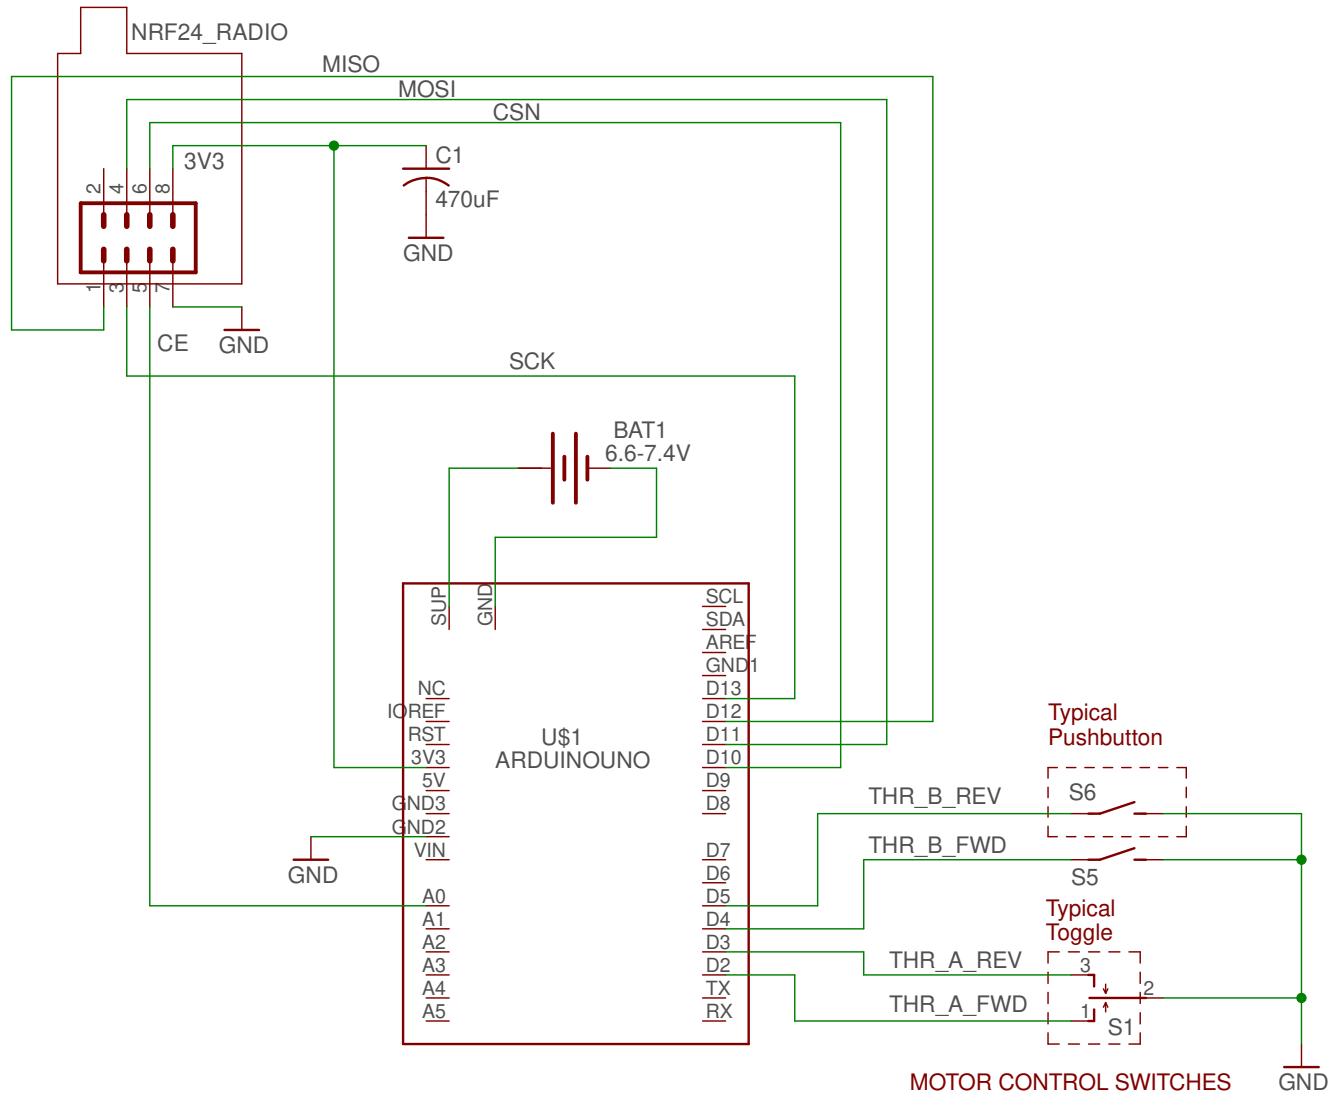 NRF24_RADIO
MISO
MOSI
CSN
3V3
C1
470uF
GND
2
4
6
8
1
3
5
7
CE
GND
SCK
BAT1
6.6-7.4V
SUP
GND
SCL
SDA
AREF
GND1
NC
D13
IOREF
D12
RST
D11
3V3
D10
5V
D9
GND3
D8
GND2
VIN
D7
D6
A0
D5
A1
D4
A2
D3
A3
D2
A4
TX
A5
RX
U$1
ARDUINOUNO
GND
Typical
Pushbutton
S6
THR_B_REV
THR_B_FWD
S5
Typical
Toggle
THR_A_REV
3
2
THR_A_FWD
1
S1
MOTOR CONTROL SWITCHES
GND